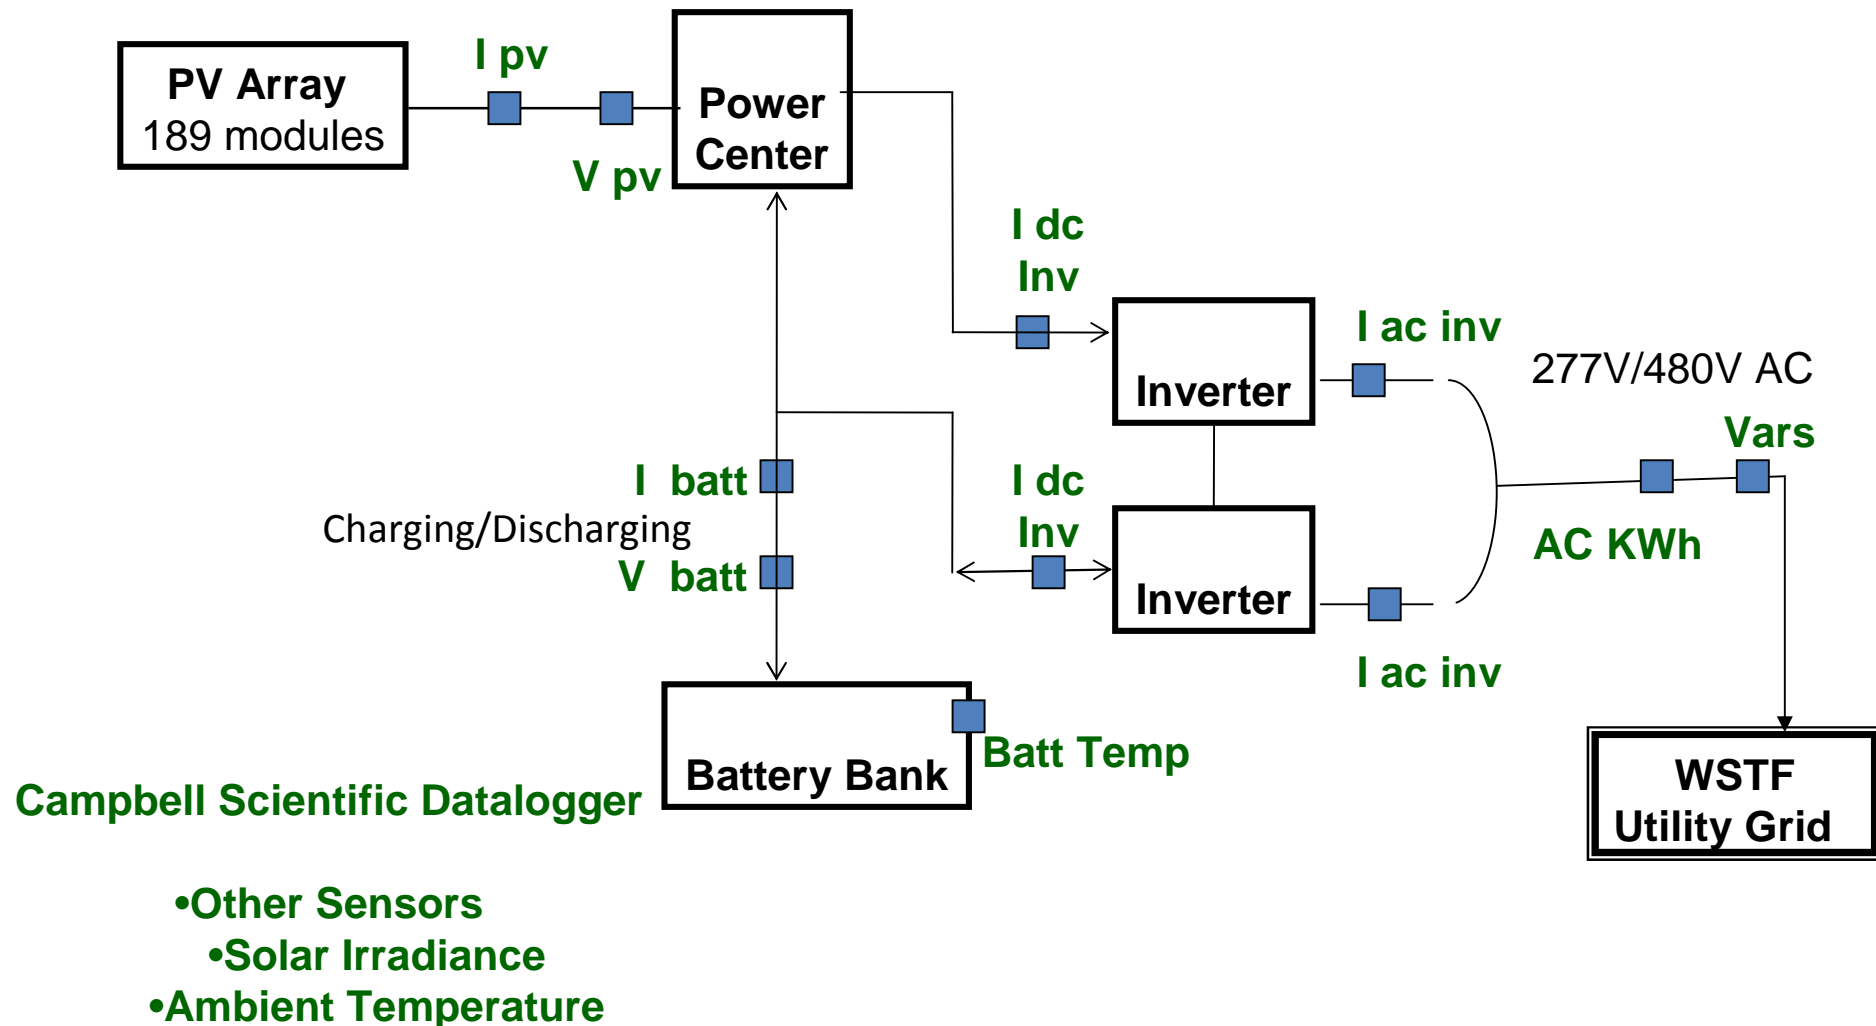 I pv
PV Array
189 modules
Power
Center
V pv
I dc
Inv
I ac inv
277V/480V AC
Inverter
Vars
I batt
Charging/Discharging
V batt
I dc
Inv
AC KWh
Inverter
I ac inv
Batt Temp
Battery Bank
WSTF
Utility Grid
Campbell Scientific Datalogger
•Other Sensors
•Solar Irradiance
•Ambient Temperature